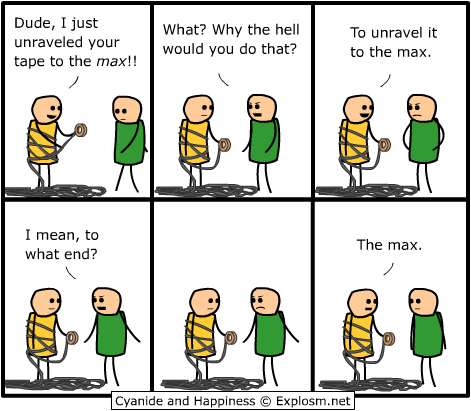 Dude, I just
unraveled your
tape to the max!!
What? Why the hell
would you do that?
To unravel it
to the max.
I mean, to
what end?
The max.
Cyanide and Happiness © Explosm.net